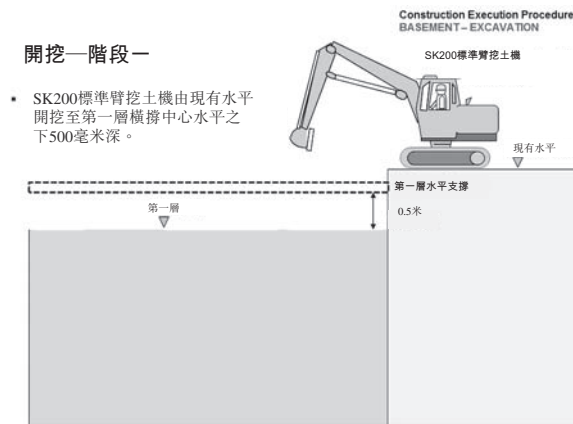 Construction Execution Procedure
BASEMENT – EXCAVATION
開挖—階段一
SK200標準臂挖土機
▪ SK200標準臂挖土機由現有水平
開挖至第一層橫撐中心水平之
下500毫米深。
現有水平
第一層水平支撐
第一層
0.5米